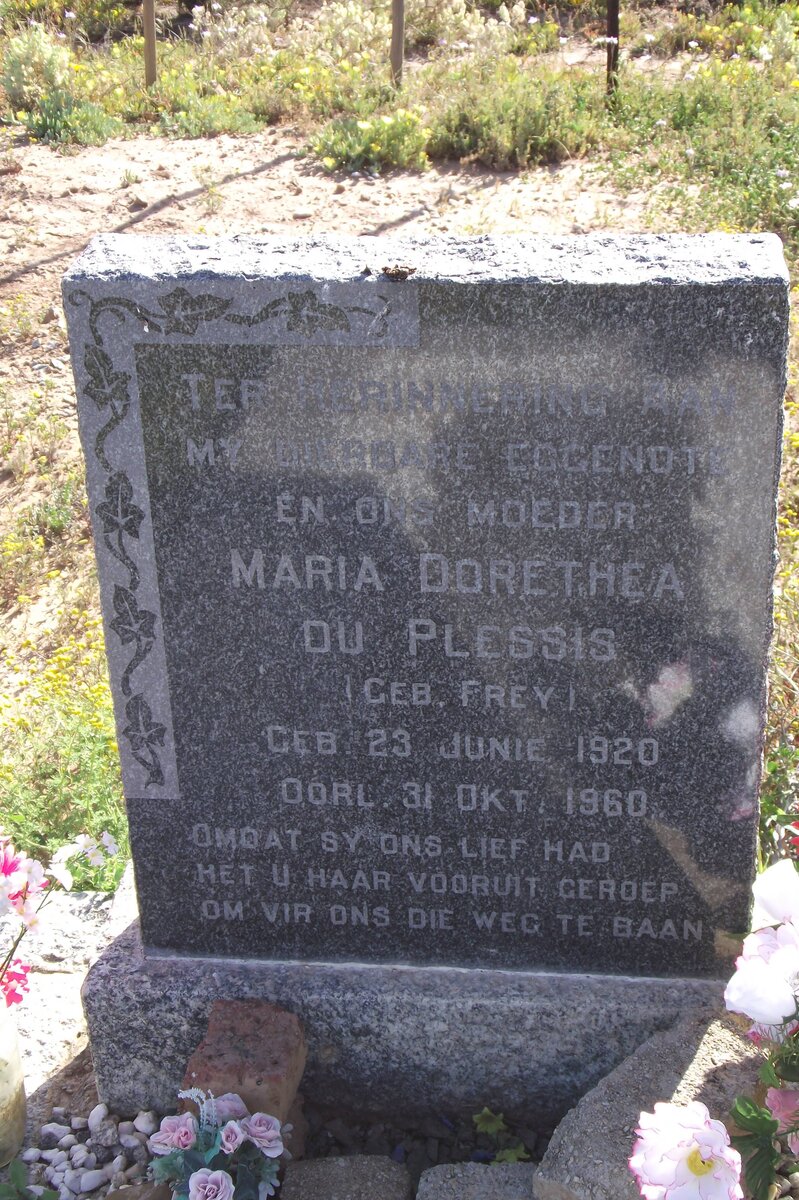 TER HERINNERING AAN
MY DIERBARE EGGENOTE
EN ONS MOEDER
MARIA DORETHEA
DU PLESSIS
(GEB. FREY)
GEB. 23 JUNIE 1920
OORL. 31 OKT. 1960
OMDAT SY ONS LIEF HAD
HET U HAAR VOORUIT GEROEP
OM VIR ONS DIE WEG TE BAAN